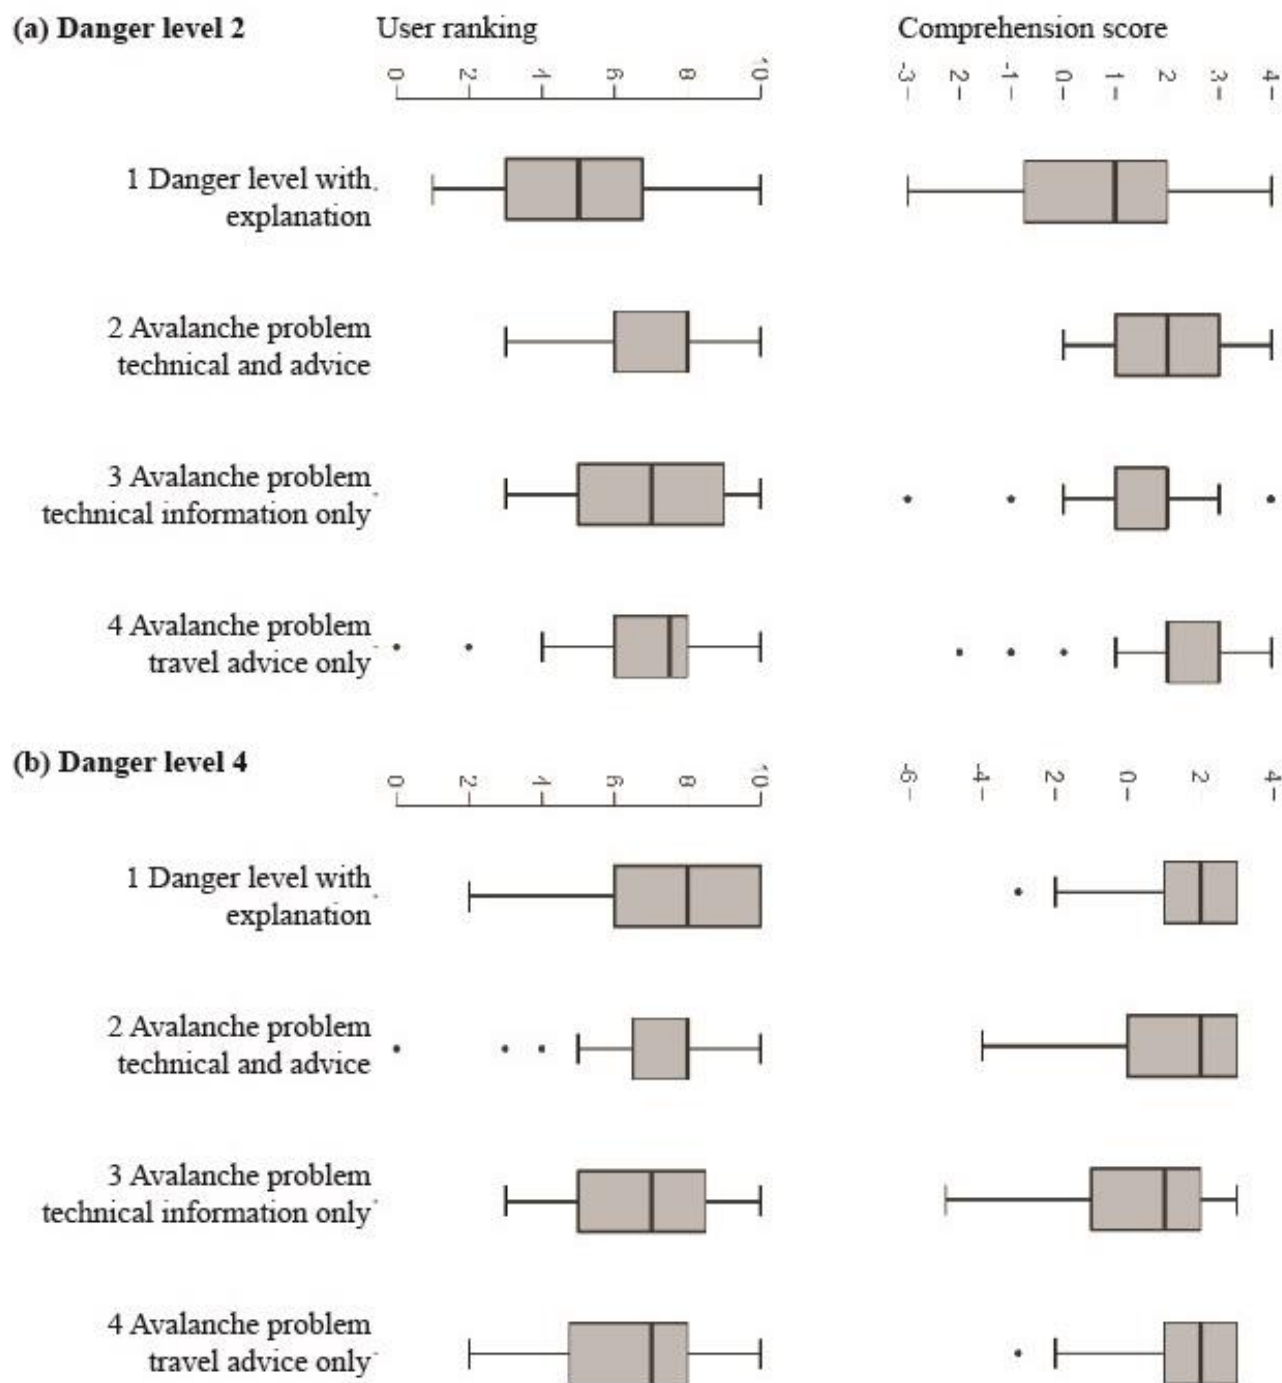 (a) Danger level 2 User ranking Comprehension score
0 2 4 6 8 10 -3 -2 -1 0 1 2 3 4
1 Danger level with
explanation
2 Avalanche problem
technical and advice
3 Avalanche problem
technical information only
4 Avalanche problem
travel advice only
(b) Danger level 4
0 2 4 6 8 10 -6 -4 -2 0 2 4
1 Danger level with
explanation
2 Avalanche problem
technical and advice
3 Avalanche problem
technical information only
4 Avalanche problem
travel advice only